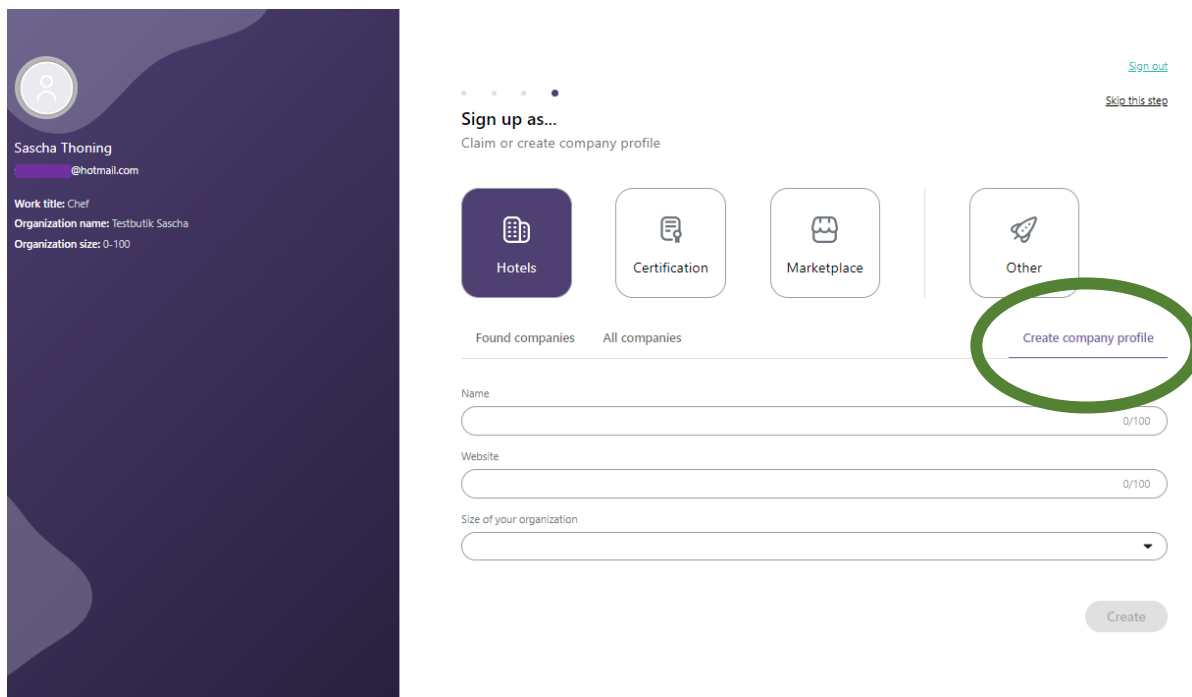 Sascha Thoning
@hotmail.com
Work title: Chef
Organization name: Testbutik Sascha
Organization size: 0-100
Sign out
Skip this step
Sign up as...
Claim or create company profile
Hotels
Certification
Marketplace
Other
Found companies
All companies
Create company profile
Name
0/100
Website
0/100
Size of your organization
Create